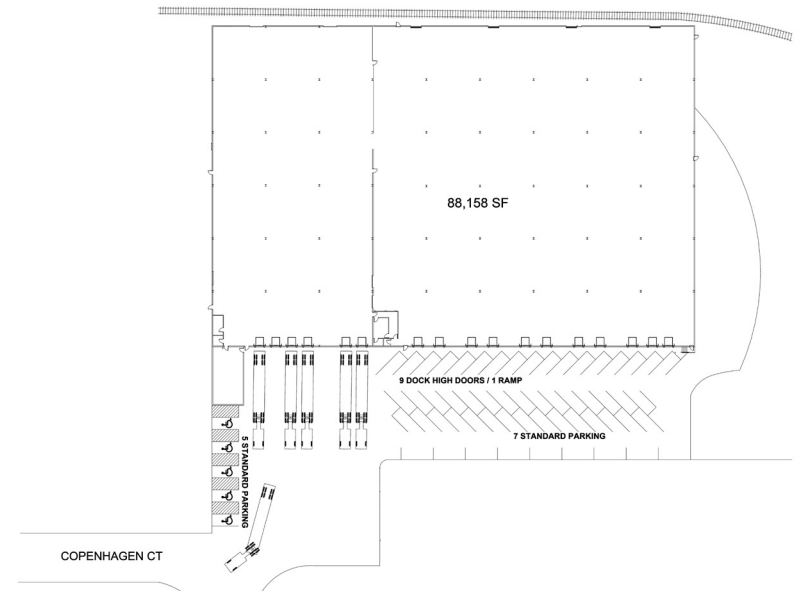 88,158 SF
9 DOCK HIGH DOORS / 1 RAMP
7 STANDARD PARKING
5 STANDARD PARKING
COPENHAGEN CT